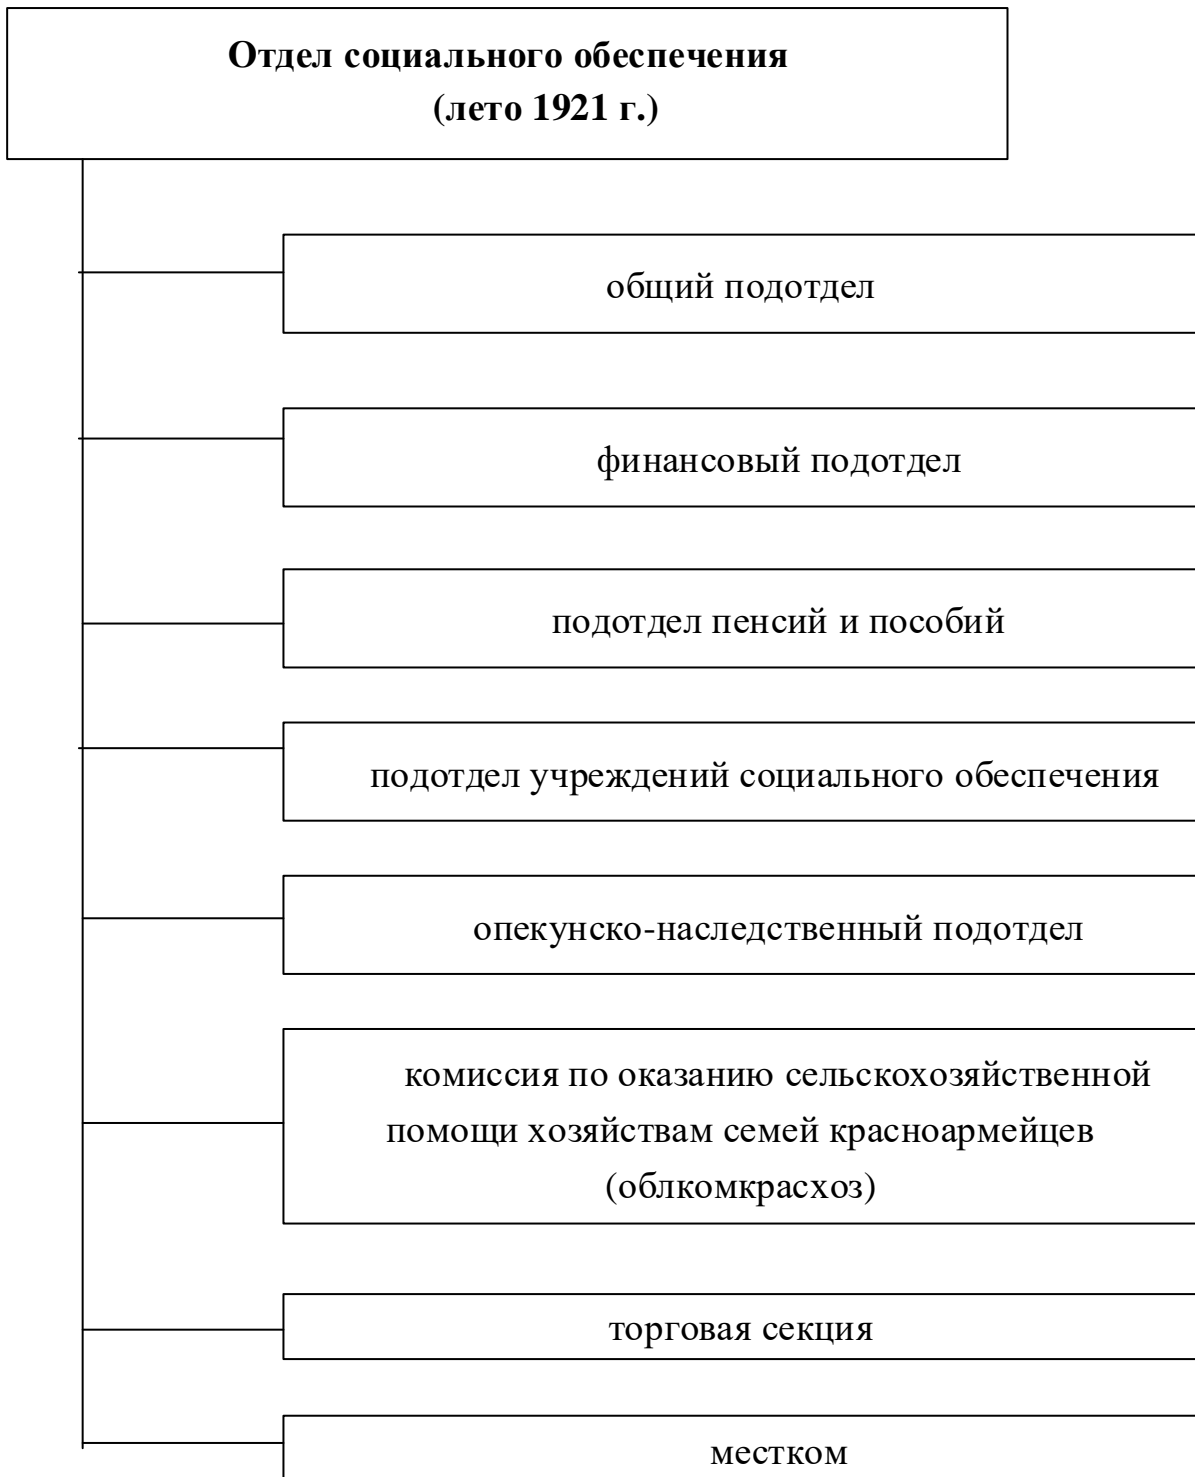 Отдел социального обеспечения
(лето 1921 г.)
общий подотдел
финансовый подотдел
подотдел пенсий и пособий
подотдел учреждений социального обеспечения
опекунско-наследственный подотдел
комиссия по оказанию сельскохозяйственной
помощи хозяйствам семей красноармейцев
(облкомкрасхоз)
торговая секция
местком